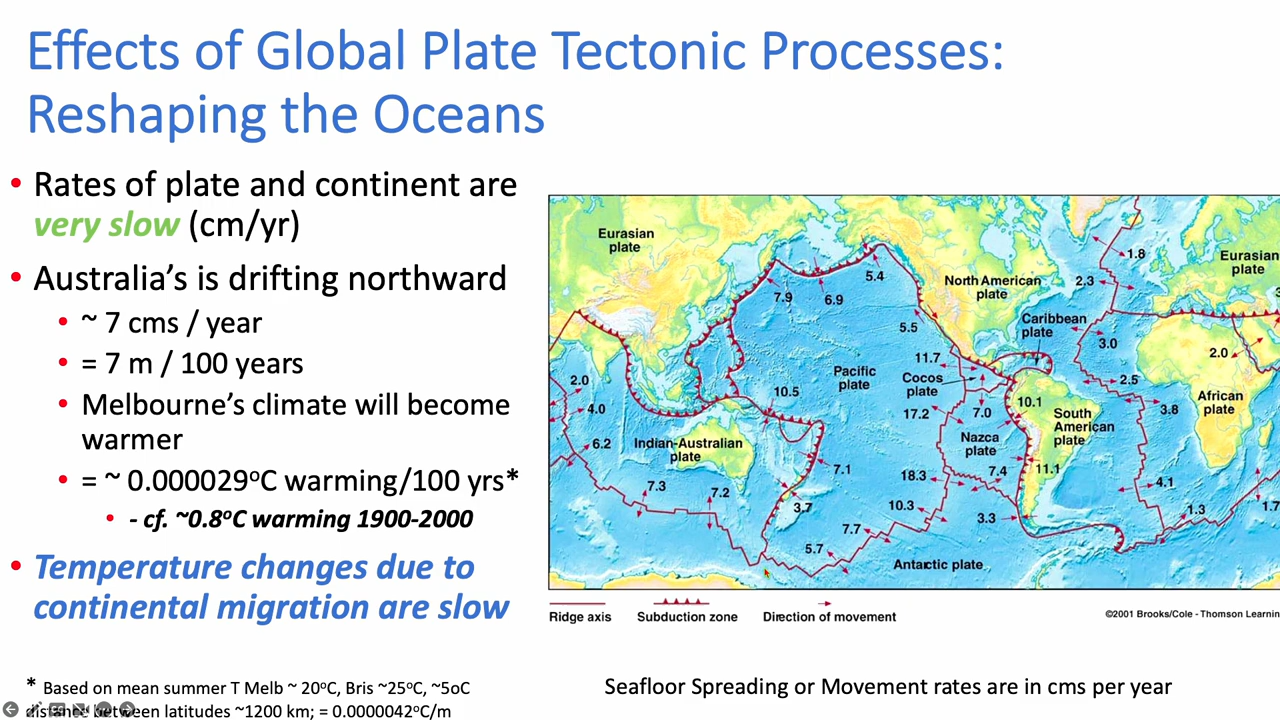 Effects of Global Plate Tectonic Processes:
Reshaping the Oceans
• Rates of plate and continent are
very slow (cm/yr)
• Australia’s is drifting northward
• ~ 7 cms / year
• = 7 m / 100 years
• Melbourne’s climate will become
warmer
• = ~ 0.000029ºC warming/100 yrs*
• - cf. ~0.8ºC warming 1900-2000
• Temperature changes due to
continental migration are slow
* Based on mean summer T Melb ~ 20ºC, Bris ~25ºC, ~5oC
distance between latitudes ~1200 km; = 0.0000042ºC/m
Eurasian
plate
5.4
7.9
6.9
North American
plate
1.8
2.3
Eurasian
plate
5.5
Caribbean
plate
3.0
11.7
2.0
2.0
Pacific
plate
Cocos
plate
2.5
10.5
4.0
17.2
7.0
10.1
3.8
African
plate
South
American
plate
6.2
Indian-Australian
plate
Nazca
plate
7.1
18.3
7.4
11.1
7.3
7.2
4.1
3.7
10.3
3.3
1.3
1.7
7.7
5.7
Antarctic plate
Ridge axis
Subduction zone
Direction of movement
©2001 Brooks/Cole - Thomson Learnin
Seafloor Spreading or Movement rates are in cms per year